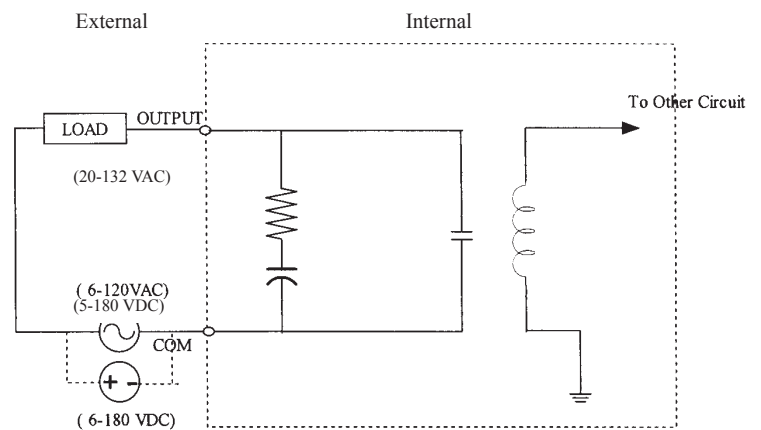 External
Internal
To Other Circuit
OUTPUT
LOAD
(20-132 VAC)
( 6-120VAC)
(5-180 VDC)
COM
+ -
( 6-180 VDC)